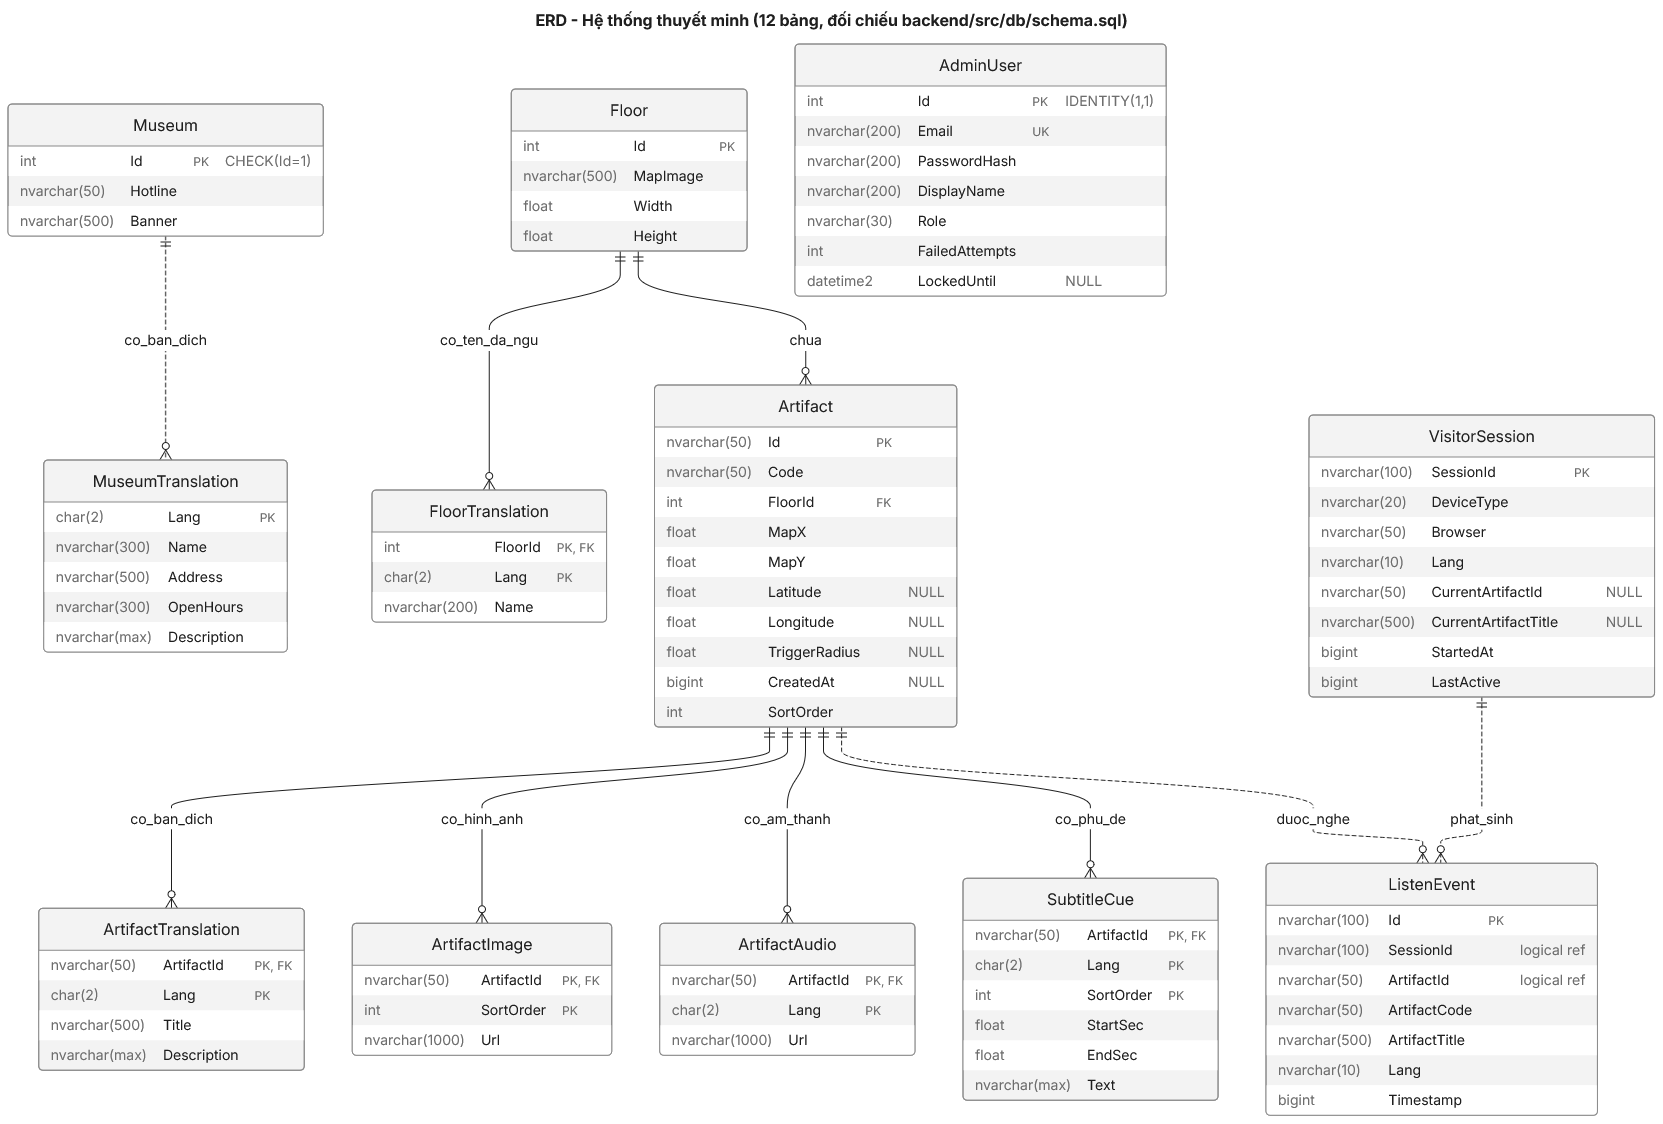 ERD - Hệ thống thuyết minh (12 bảng, đối chiếu backend/src/db/schema.sql)
Museum
int Id PK CHECK(Id=1)
nvarchar(50) Hotline
nvarchar(500) Banner
Floor
int Id PK
nvarchar(500) MapImage
float Width
float Height
AdminUser
int Id PK IDENTITY(1,1)
nvarchar(200) Email UK
nvarchar(200) PasswordHash
nvarchar(200) DisplayName
nvarchar(30) Role
int FailedAttempts
datetime2 LockedUntil NULL
co_ban_dich
co_ten_da_ngu
chua
MuseumTranslation
char(2) Lang PK
nvarchar(300) Name
nvarchar(500) Address
nvarchar(300) OpenHours
nvarchar(max) Description
FloorTranslation
int FloorId PK, FK
char(2) Lang PK
nvarchar(200) Name
Artifact
nvarchar(50) Id PK
nvarchar(50) Code
int FloorId FK
float MapX
float MapY
float Latitude NULL
float Longitude NULL
float TriggerRadius NULL
bigint CreatedAt NULL
int SortOrder
VisitorSession
nvarchar(100) SessionId PK
nvarchar(20) DeviceType
nvarchar(50) Browser
nvarchar(10) Lang
nvarchar(50) CurrentArtifactId NULL
nvarchar(500) CurrentArtifactTitle NULL
bigint StartedAt
bigint LastActive
co_ban_dich
co_hinh_anh
co_am_thanh
co_phu_de
duoc_nghe
phat_sinh
ArtifactTranslation
nvarchar(50) ArtifactId PK, FK
char(2) Lang PK
nvarchar(500) Title
nvarchar(max) Description
ArtifactImage
nvarchar(50) ArtifactId PK, FK
int SortOrder PK
nvarchar(1000) Url
ArtifactAudio
nvarchar(50) ArtifactId PK, FK
char(2) Lang PK
nvarchar(1000) Url
SubtitleCue
nvarchar(50) ArtifactId PK, FK
char(2) Lang PK
int SortOrder PK
float StartSec
float EndSec
nvarchar(max) Text
ListenEvent
nvarchar(100) Id PK
nvarchar(100) SessionId logical ref
nvarchar(50) ArtifactId logical ref
nvarchar(50) ArtifactCode
nvarchar(500) ArtifactTitle
nvarchar(10) Lang
bigint Timestamp